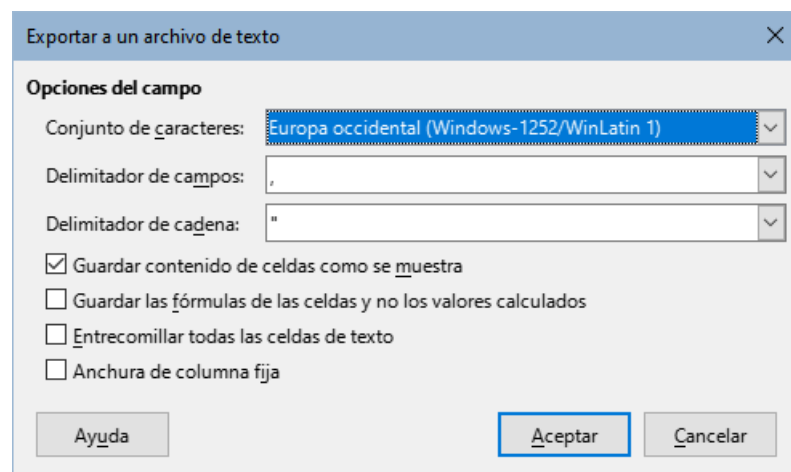 Exportar a un archivo de texto
Opciones del campo
Conjunto de caracteres: Europa occidental (Windows-1252/WinLatin 1)
Delimitador de campos: ,
Delimitador de cadena: "
Guardar contenido de celdas como se muestra
Guardar las fórmulas de las celdas y no los valores calculados
Entrecomillar todas las celdas de texto
Anchura de columna fija
Ayuda Aceptar Cancelar